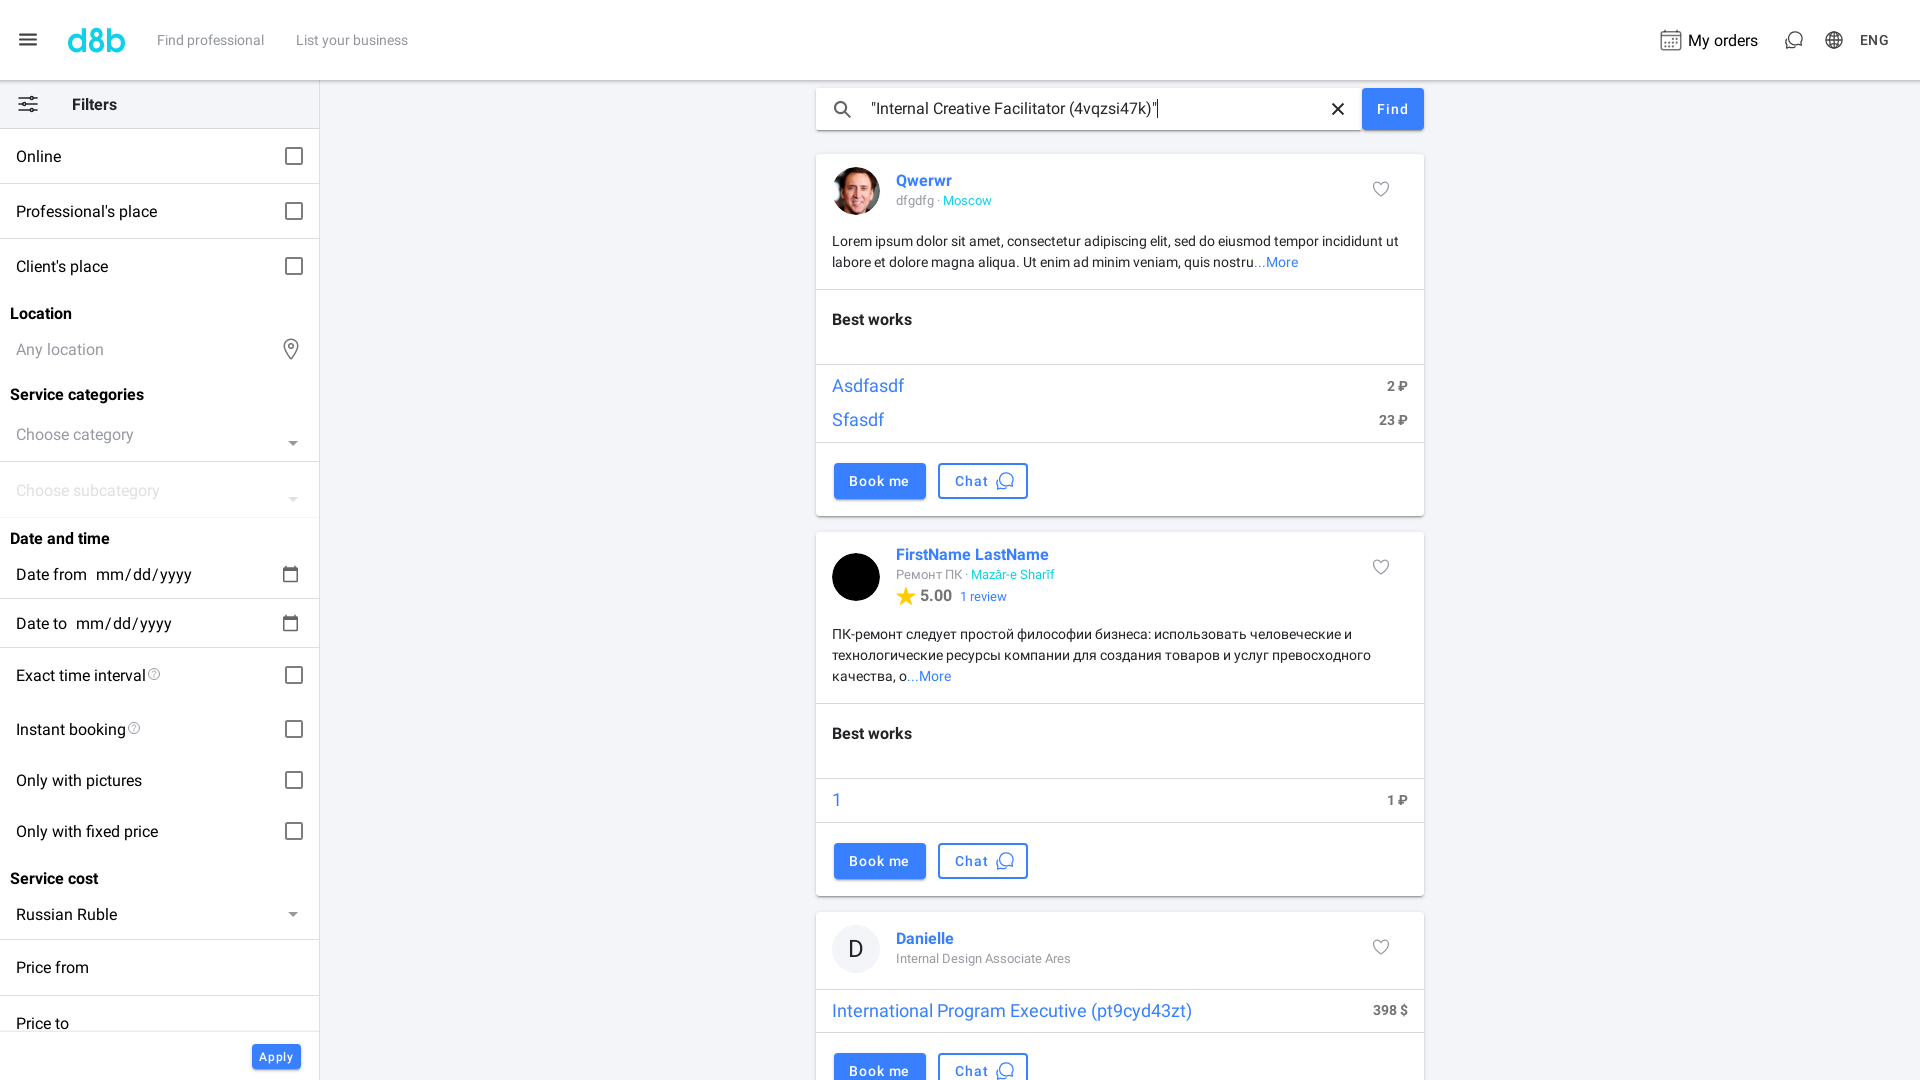 d8b
Find professional
List your business
My orders
ENG
Filters
Online
Professional's place
Client's place
Location
Any location
Service categories
Choose category
Choose subcategory
Date and time
Date from mm/dd/yyyy
Date to mm/dd/yyyy
Exact time interval
Instant booking
Only with pictures
Only with fixed price
Service cost
Russian Ruble
Price from
Price to
Apply
"Internal Creative Facilitator (4vqzsi47k)"
Find
Qwerwr
dfgdfg · Moscow
Lorem ipsum dolor sit amet, consectetur adipiscing elit, sed do eiusmod tempor incididunt ut
labore et dolore magna aliqua. Ut enim ad minim veniam, quis nostru...More
Best works
Asdfasdf 2 ₽
Sfasdf 23 ₽
Book me
Chat
FirstName LastName
Ремонт ПК · Mazār-e Sharīf
5.00 1 review
ПК-ремонт следует простой философии бизнеса: использовать человеческие и
технологические ресурсы компании для создания товаров и услуг превосходного
качества, о...More
Best works
1 1 ₽
Book me
Chat
D
Danielle
Internal Design Associate Ares
International Program Executive (pt9cyd43zt) 398 $
Book me
Chat